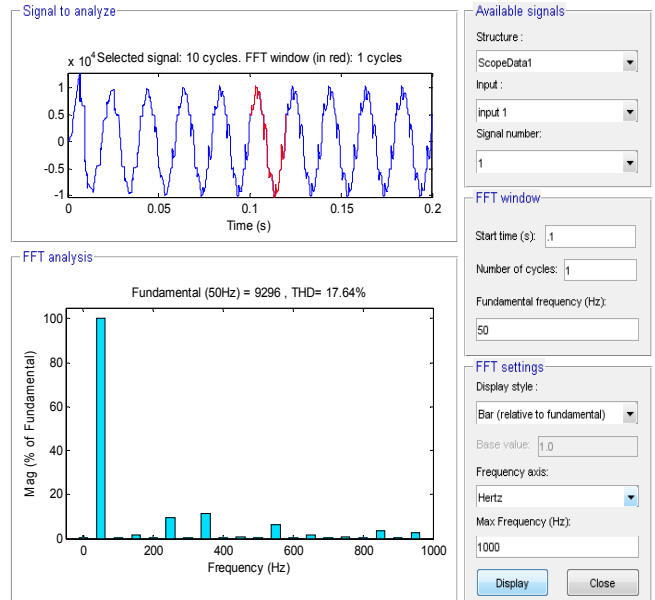 Signal to analyze
x 10^4 Selected signal: 10 cycles. FFT window (in red): 1 cycles
1
0.5
0
-0.5
-1
0 0.05 0.1 0.15 0.2
Time (s)
FFT analysis
Fundamental (50Hz) = 9296 , THD= 17.64%
Mag (% of Fundamental)
100
80
60
40
20
0
0 200 400 600 800 1000
Frequency (Hz)
Available signals
Structure :
ScopeData1
Input :
input 1
Signal number:
1
FFT window
Start time (s): .1
Number of cycles: 1
Fundamental frequency (Hz):
50
FFT settings
Display style :
Bar (relative to fundamental)
Base value: 1.0
Frequency axis:
Hertz
Max Frequency (Hz):
1000
Display Close